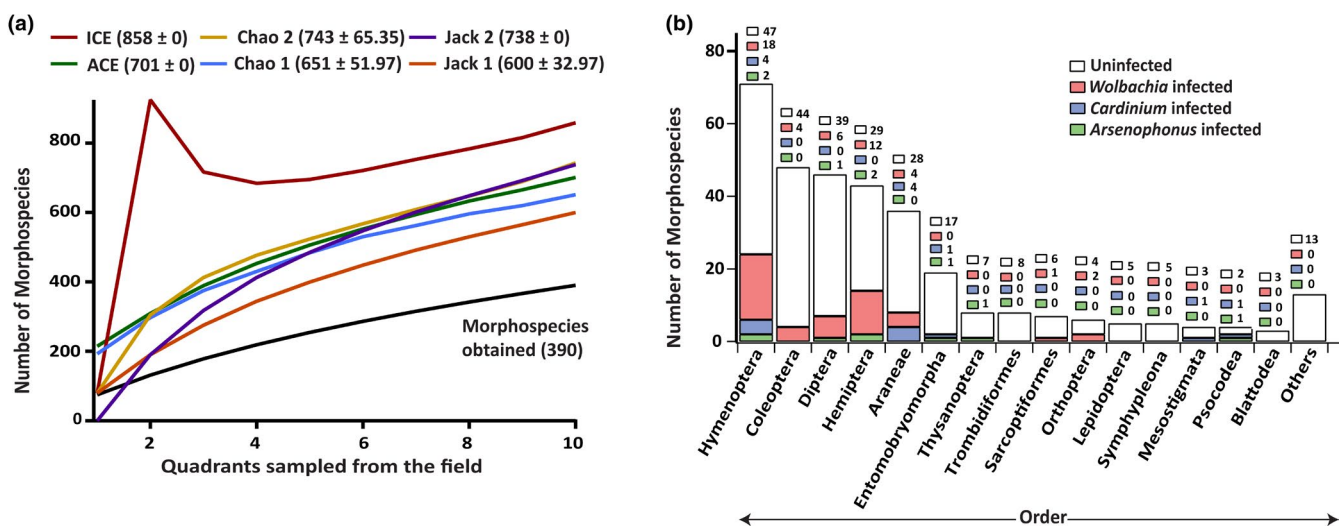 (a)
ICE (858 ± 0)
Chao 2 (743 ± 65.35)
Jack 2 (738 ± 0)
ACE (701 ± 0)
Chao 1 (651 ± 51.97)
Jack 1 (600 ± 32.97)
Number of Morphospecies
800
600
400
200
0
2
4
6
8
10
Quadrants sampled from the field
Morphospecies
obtained (390)
(b)
Number of Morphospecies
80
60
40
20
0
Uninfected
Wolbachia infected
Cardinium infected
Arsenophonus infected
47
18
4
2
44
4
0
0
39
6
0
1
29
12
0
2
28
4
4
0
17
0
1
1
7
0
0
1
8
0
0
0
6
1
0
0
4
2
0
0
5
0
0
0
5
0
0
0
3
0
1
0
2
0
1
1
3
0
0
0
13
0
0
0
Hymenoptera
Coleoptera
Diptera
Hemiptera
Araneae
Entomobryomorpha
Thysanoptera
Trombidiformes
Sarcoptiformes
Orthoptera
Lepidoptera
Symphypleona
Mesostigmata
Psocodea
Blattodea
Others
Order